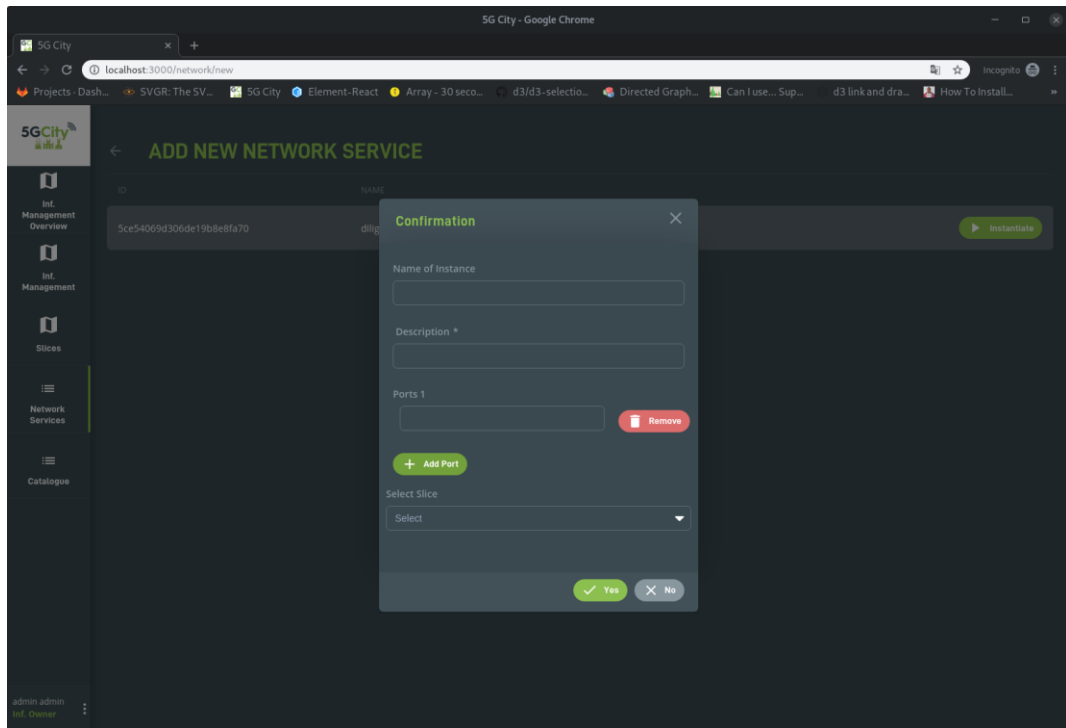 5G City - Google Chrome
5G City
localhost:3000/network/new
Incognito
Projects · Dash...
SVGR: The SV...
5G City
Element-React
Array - 30 seco...
d3/d3-selectio...
Directed Graph...
Can I use... Sup...
d3 link and dra...
How To Install...
»
5GCity
ADD NEW NETWORK SERVICE
Inf.
Management
Overview
Inf.
Management
Slices
Network
Services
Catalogue
ID
NAME
5ce54069d306de19b8e8fa70
dilig
Instantiate
Confirmation
Name of Instance
Description *
Ports 1
Remove
Add Port
Select Slice
Select
Yes
No
admin admin
Inf. Owner